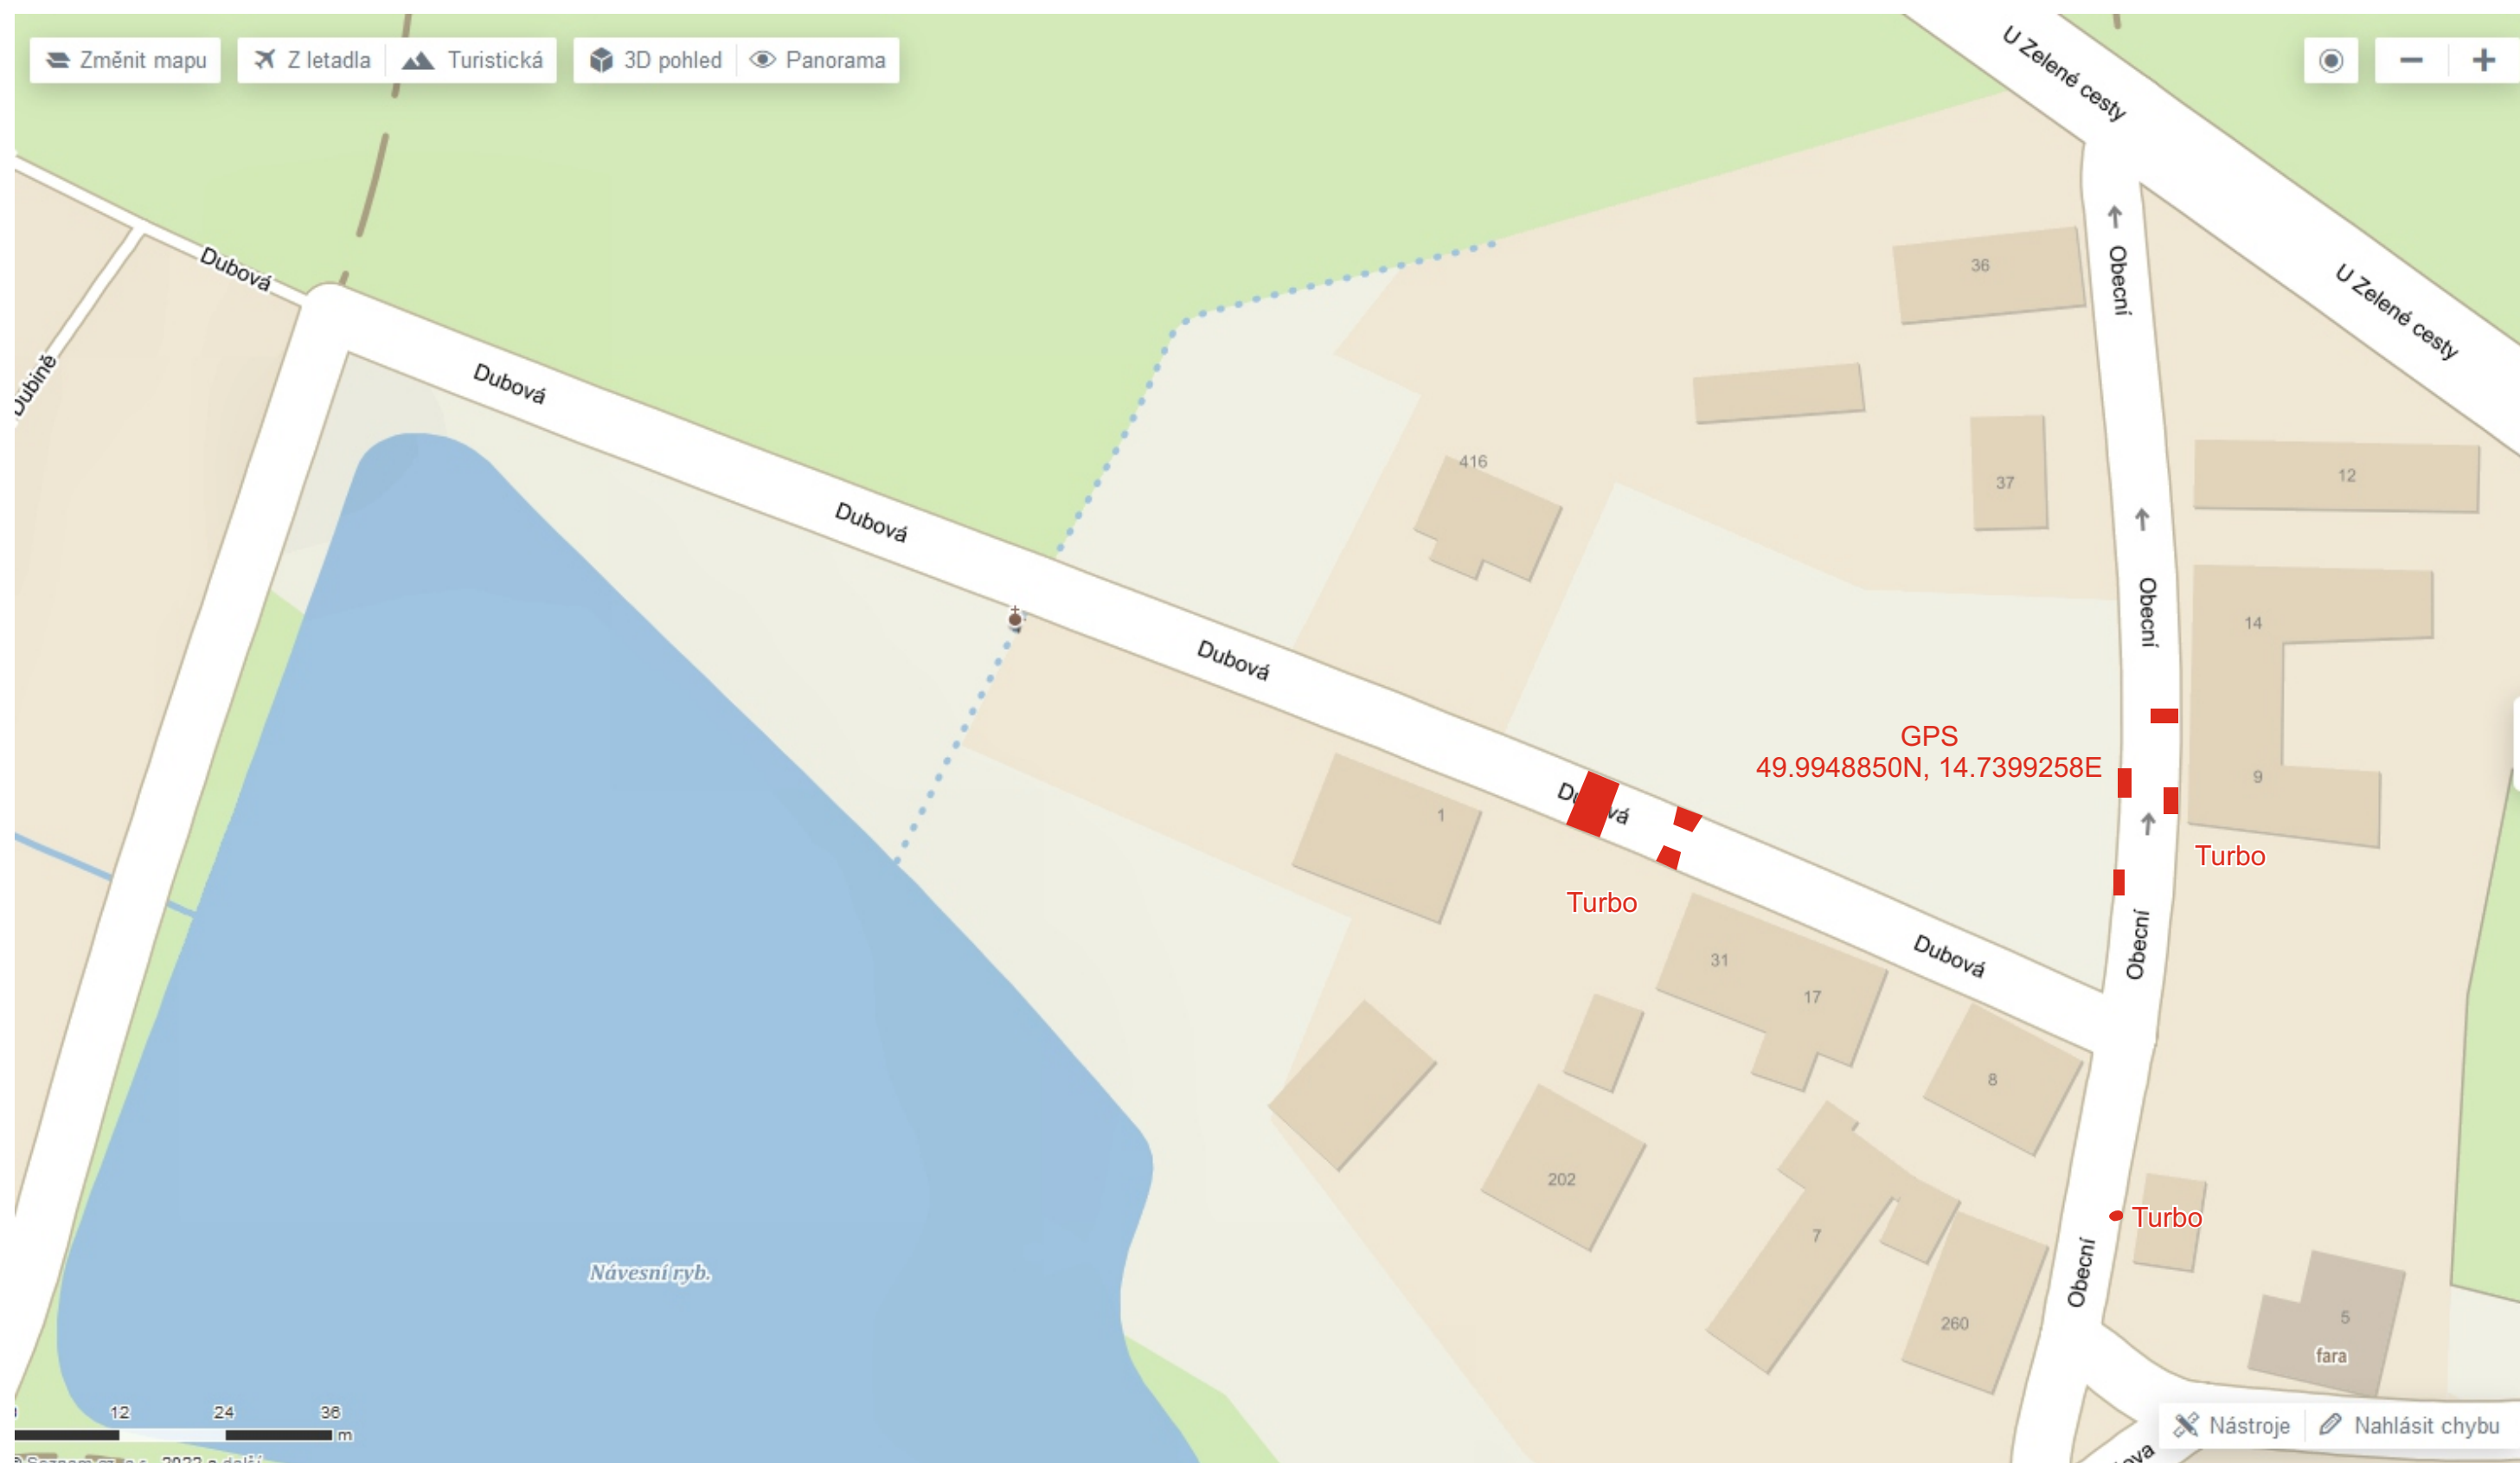 Změnit mapu
Z letadla
Turistická
3D pohled
Panorama
U Zelené cesty
Dubová
Dubině
Dubová
Obecní
U Zelené cesty
36
416
37
12
Dubová
Obecní
14
Dubová
GPS
49.9948850N, 14.7399258E
9
1
Turbo
Turbo
Dubová
Obecní
31
17
8
202
7
Turbo
Návesní ryb.
Obecní
260
5
fara
12
24
36
m
Nástroje
Nahlásit chybu